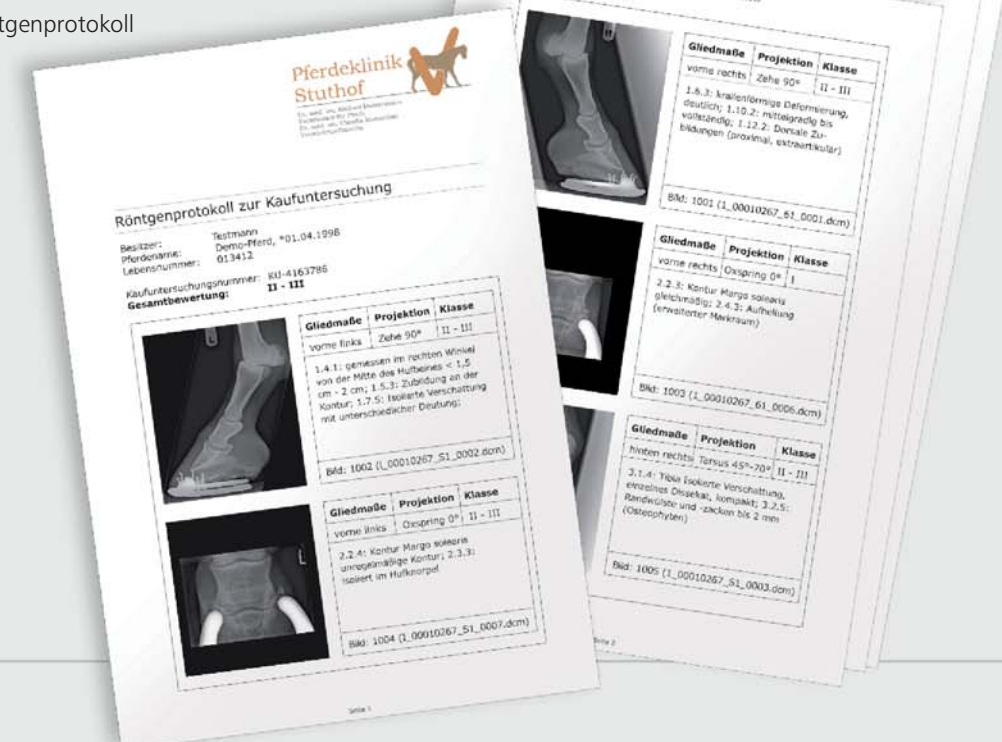 tgenprotokoll
Pferdeklinik
Stuthof
Röntgenprotokoll zur Kaufuntersuchung
Besitzer: Testmann
Pferdename: Demo-Pferd, *01.04.1998
Lebensnummer: 013412
Kaufuntersuchungsnummer: KU-4163786
Gesamtbewertung: II - III
Gliedmaße Projektion Klasse
vorne links Zehe 90° II - III
1.4.1: gemessen im rechten Winkel
von der Mitte des Hufbeines < 1,5
cm - 2 cm; 1.5.3: Zubildung an der
Kontur; 1.7.5: Isolierte Verschattung
mit unterschiedlicher Deutung;
Bild: 1002 (1_00010267_51_0002.dcm)
Gliedmaße Projektion Klasse
vorne links Oxspring 0° II - III
2.2.4: Kontur Margo solearis
unregelmäßige Kontur; 2.3.3:
isoliert im Hufknorpel
Bild: 1004 (1_00010267_51_0007.dcm)
Seite 1
Gliedmaße Projektion Klasse
vorne rechts Zehe 90° II - III
1.6.3: krallenförmige Deformierung,
deutlich; 1.10.2: mittelgradig bis
vollständig; 1.12.2: Dorsale Zu-
bildungen (proximal, extraartikulär)
Bild: 1001 (1_00010267_61_0001.dcm)
Gliedmaße Projektion Klasse
vorne rechts Oxspring 0° I
2.2.3: Kontur Margo solearis
gleichmäßig; 2.4.3: Aufhellung
(erweiterter Markraum)
Bild: 1003 (1_00010267_61_0006.dcm)
Gliedmaße Projektion Klasse
hinten rechts Tarsus 45°-70° II - III
3.1.4: Tibia Isolierte Verschattung,
einzelnes Dissekat, kompakt; 3.2.5:
Randwülste und -zacken bis 2 mm
(Osteophyten)
Bild: 1005 (1_00010267_51_0003.dcm)
Seite 2